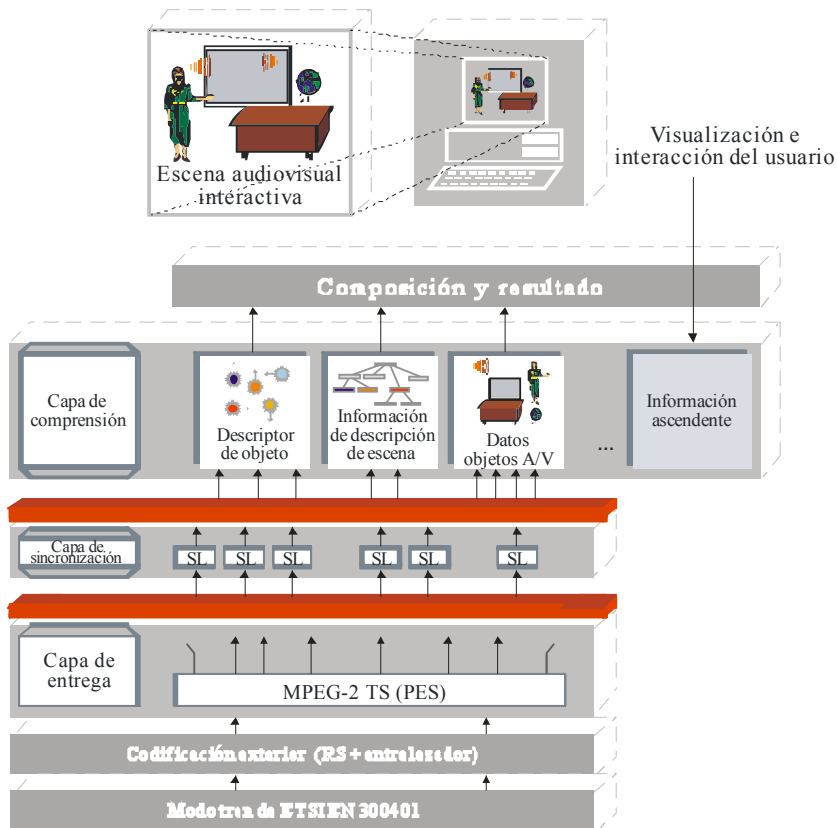 Escena audiovisual
interactiva
Visualización e
interacción del usuario
Composición y resultado
Capa de
comprensión
Descriptor
de objeto
Información
de descripción
de escena
Datos
objetos A/V
...
Información
ascendente
Capa de
sincronización
SL SL SL SL SL SL
Capa de
entrega
MPEG-2 TS (PES)
Codificación exterior (RS + entrelazador)
Modo tren de ETSI EN 300401